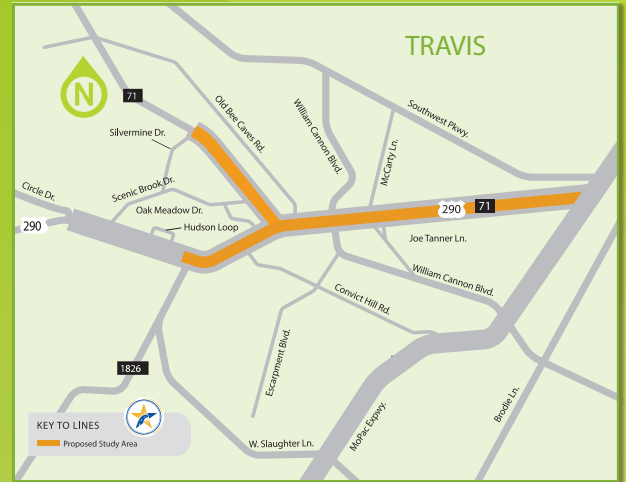 TRAVIS
N
71
Silvermine Dr.
Old Bee Caves Rd.
William Cannon Blvd.
McCarty Ln.
Southwest Pkwy.
Circle Dr.
Scenic Brook Dr.
Oak Meadow Dr.
Hudson Loop
290
290
71
Joe Tanner Ln.
William Cannon Blvd.
Convict Hill Rd.
Escarpment Blvd.
1826
MoPac Expwy.
Brodie Ln.
W. Slaughter Ln.
KEY TO LINES
Proposed Study Area